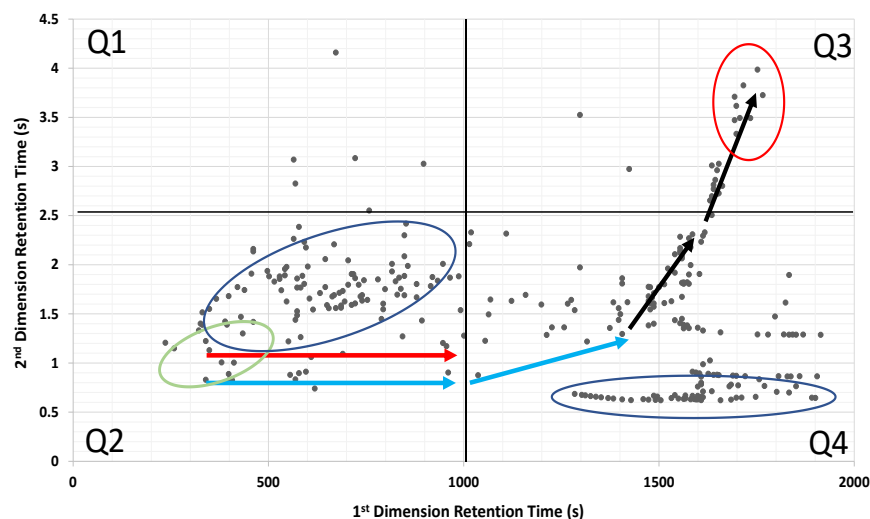 Q1
Q3
Q2
Q4
4.5
4
3.5
3
2.5
2
1.5
1
0.5
0
0
500
1000
1500
2000
2nd Dimension Retention Time (s)
1st Dimension Retention Time (s)